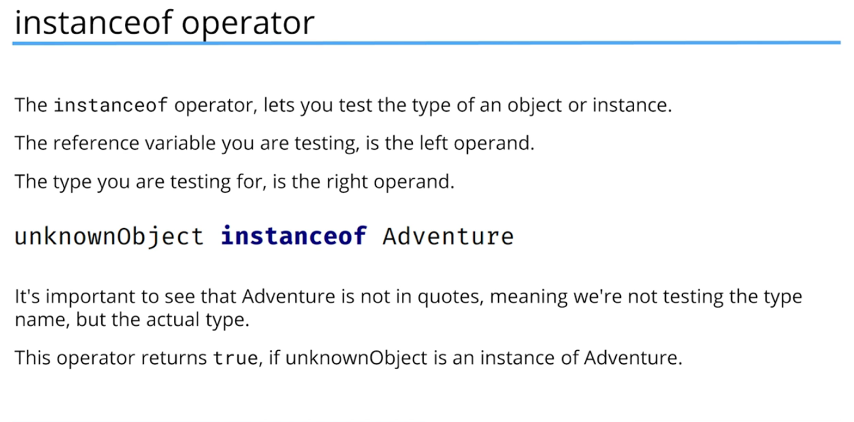 instanceof operator
The instanceof operator, lets you test the type of an object or instance.
The reference variable you are testing, is the left operand.
The type you are testing for, is the right operand.
unknownObject instanceof Adventure
It's important to see that Adventure is not in quotes, meaning we're not testing the type
name, but the actual type.
This operator returns true, if unknownObject is an instance of Adventure.